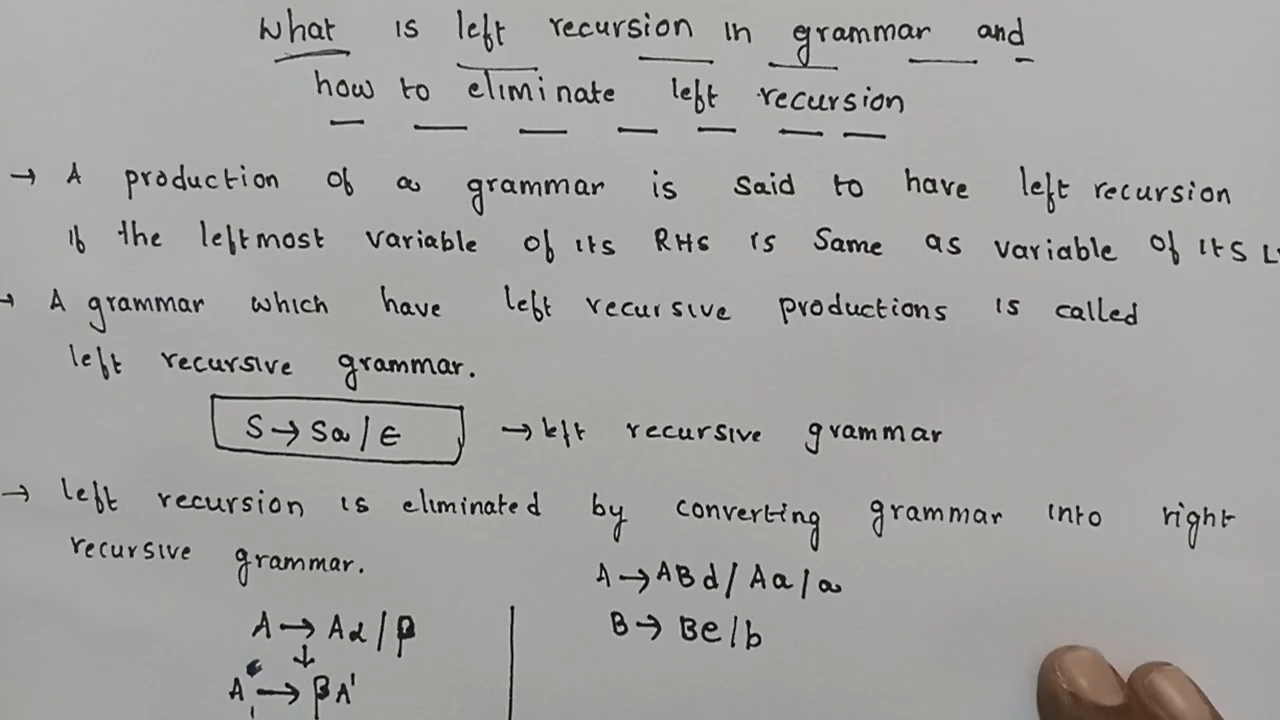 What is left recursion in grammar and
how to eliminate left recursion
→ A production of a grammar is said to have left recursion
if the leftmost variable of its RHS is same as variable of its L
→ A grammar which have left recursive productions is called
left recursive grammar.
S → Sa / ϵ → left recursive grammar
→ left recursion is eliminated by converting grammar into right
recursive grammar.
A → ABd / Aa / a
B → Be / b
A → Aα / β
↓
A → βA'